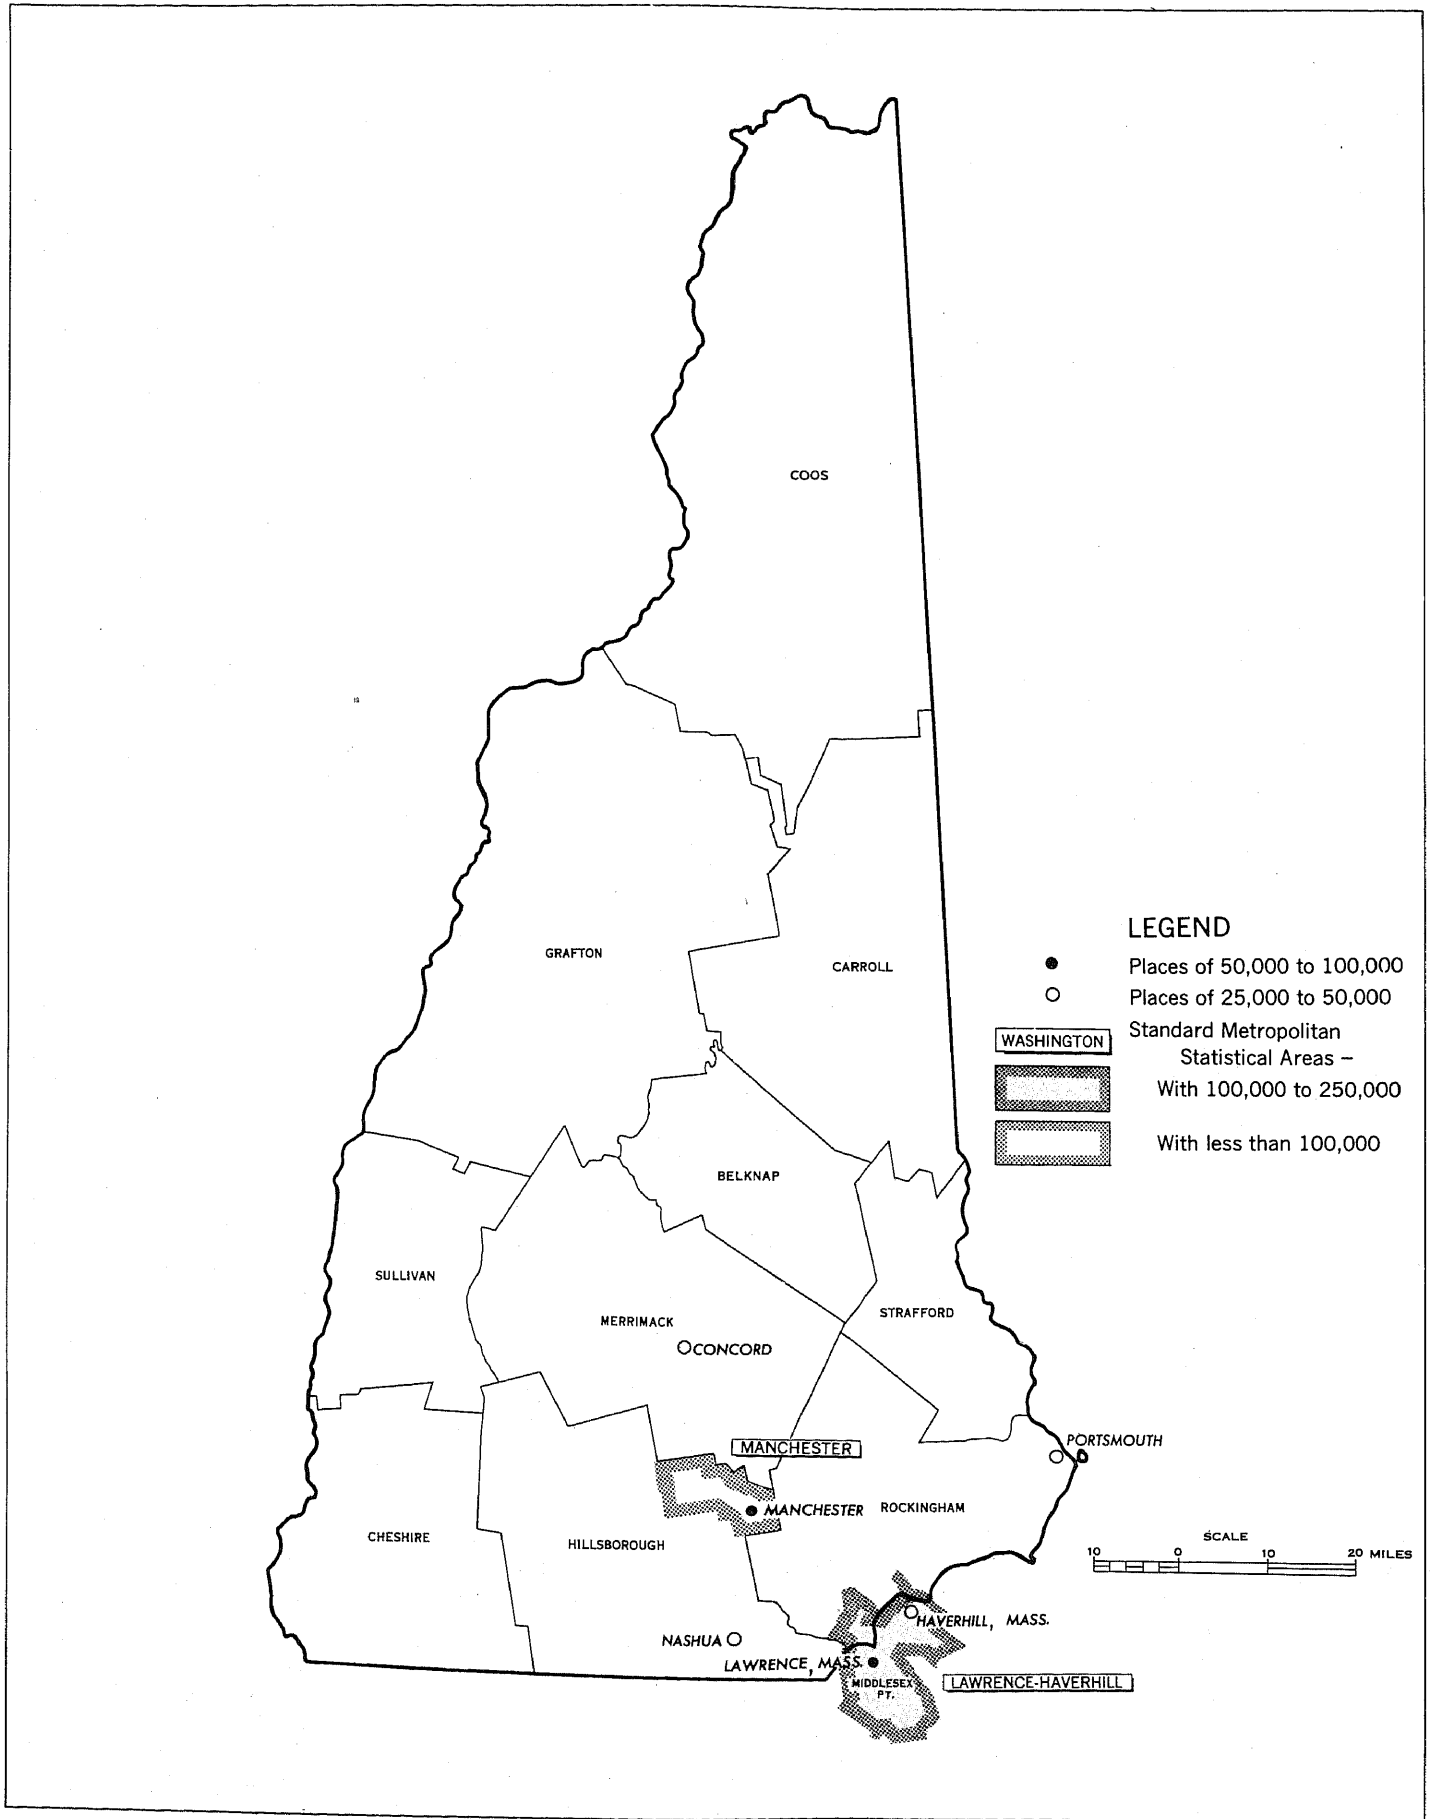 COOS
GRAFTON
CARROLL
LEGEND
Places of 50,000 to 100,000
Places of 25,000 to 50,000
WASHINGTON
Standard Metropolitan
Statistical Areas –
With 100,000 to 250,000
With less than 100,000
BELKNAP
SULLIVAN
STRAFFORD
MERRIMACK
CONCORD
PORTSMOUTH
MANCHESTER
MANCHESTER
ROCKINGHAM
CHESHIRE
HILLSBOROUGH
SCALE
10 0 10 20 MILES
HAVERHILL, MASS.
NASHUA
LAWRENCE, MASS.
MIDDLESEX
PT.
LAWRENCE-HAVERHILL